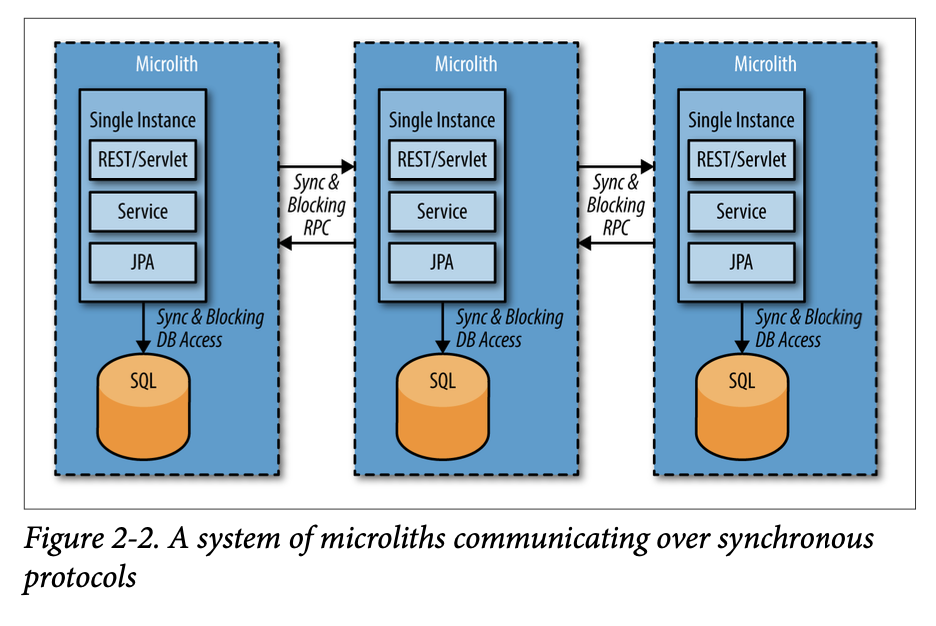 Microlith
Single Instance
REST/Servlet
Service
JPA
Sync & Blocking
DB Access
SQL
Sync &
Blocking
RPC
Microlith
Single Instance
REST/Servlet
Service
JPA
Sync & Blocking
DB Access
SQL
Sync &
Blocking
RPC
Microlith
Single Instance
REST/Servlet
Service
JPA
Sync & Blocking
DB Access
SQL
Figure 2-2. A system of microliths communicating over synchronous
protocols